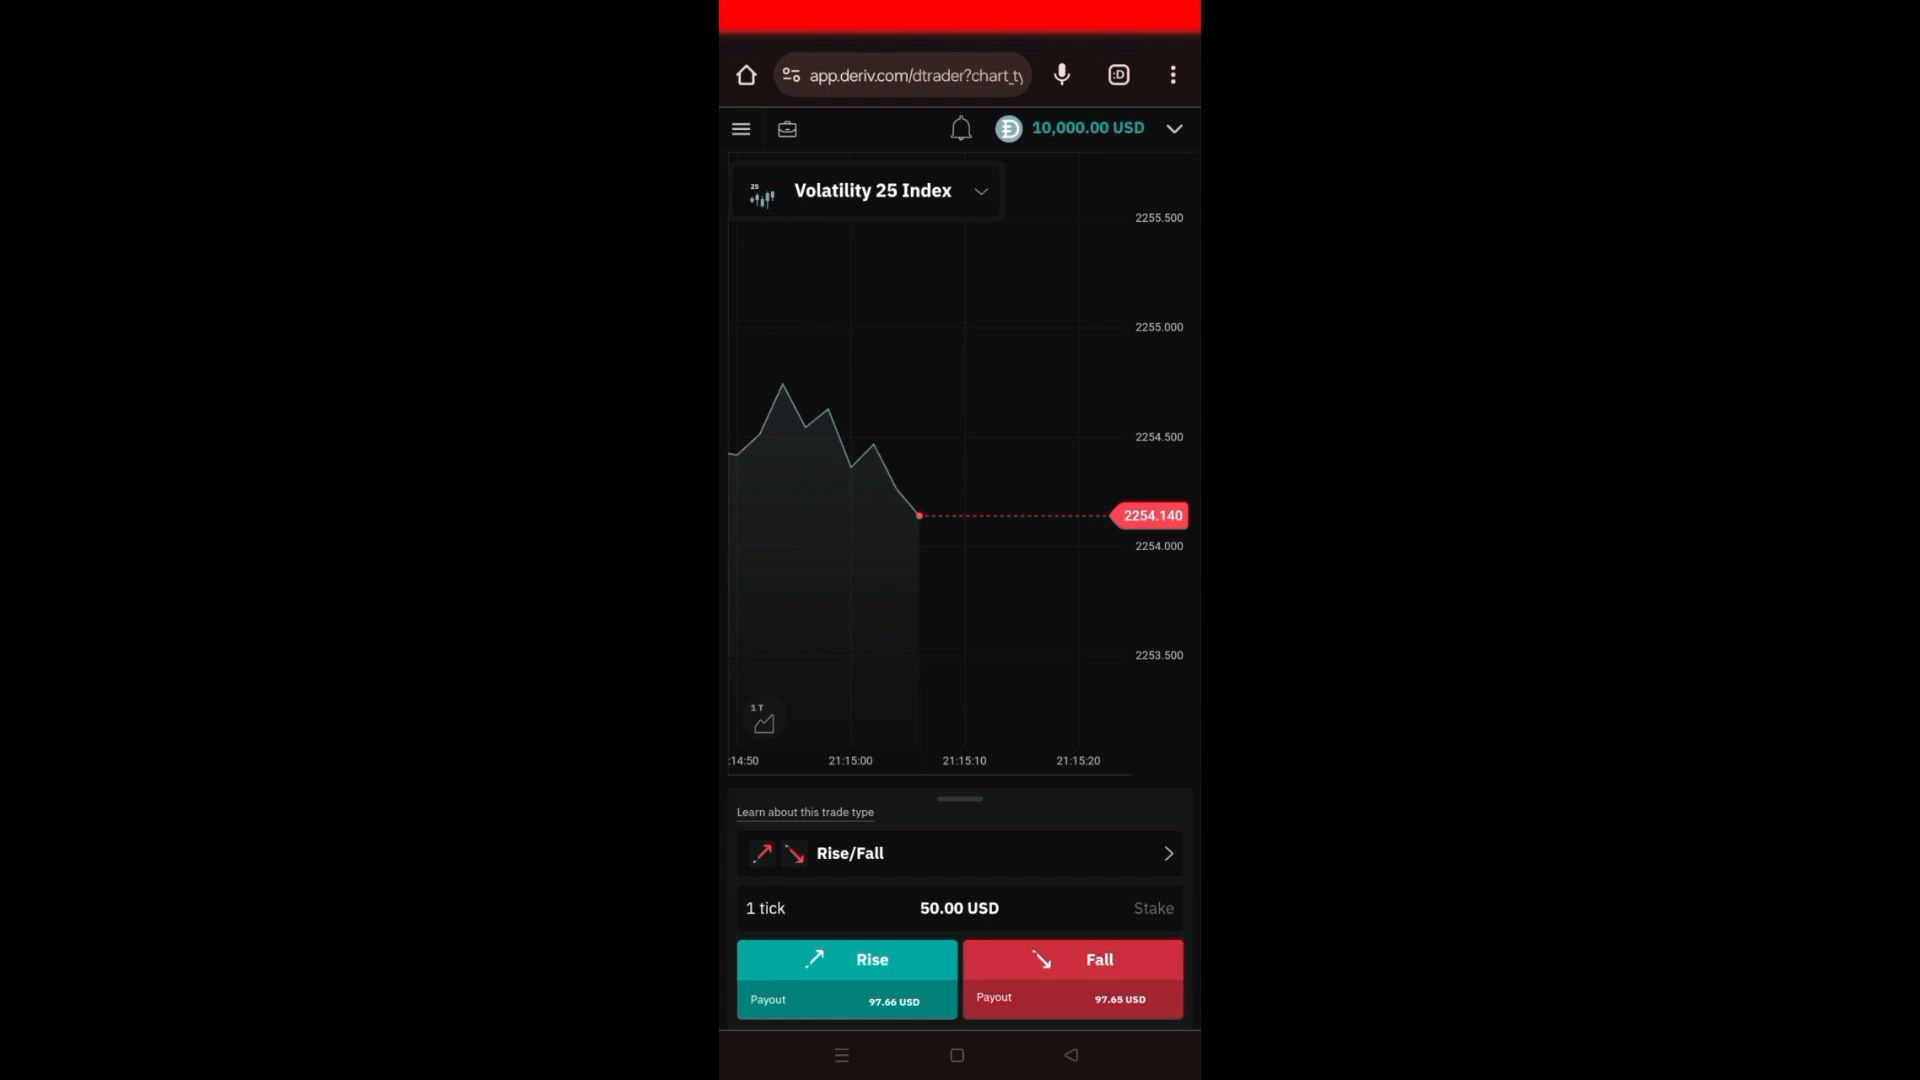 app.deriv.com/dtrader?chart_ty
:D
10,000.00 USD
25
Volatility 25 Index
2255.500
2255.000
2254.500
2254.140
2254.000
2253.500
1 T
:14:50
21:15:00
21:15:10
21:15:20
Learn about this trade type
Rise/Fall
1 tick
50.00 USD
Stake
Rise
Fall
Payout
97.66 USD
Payout
97.65 USD